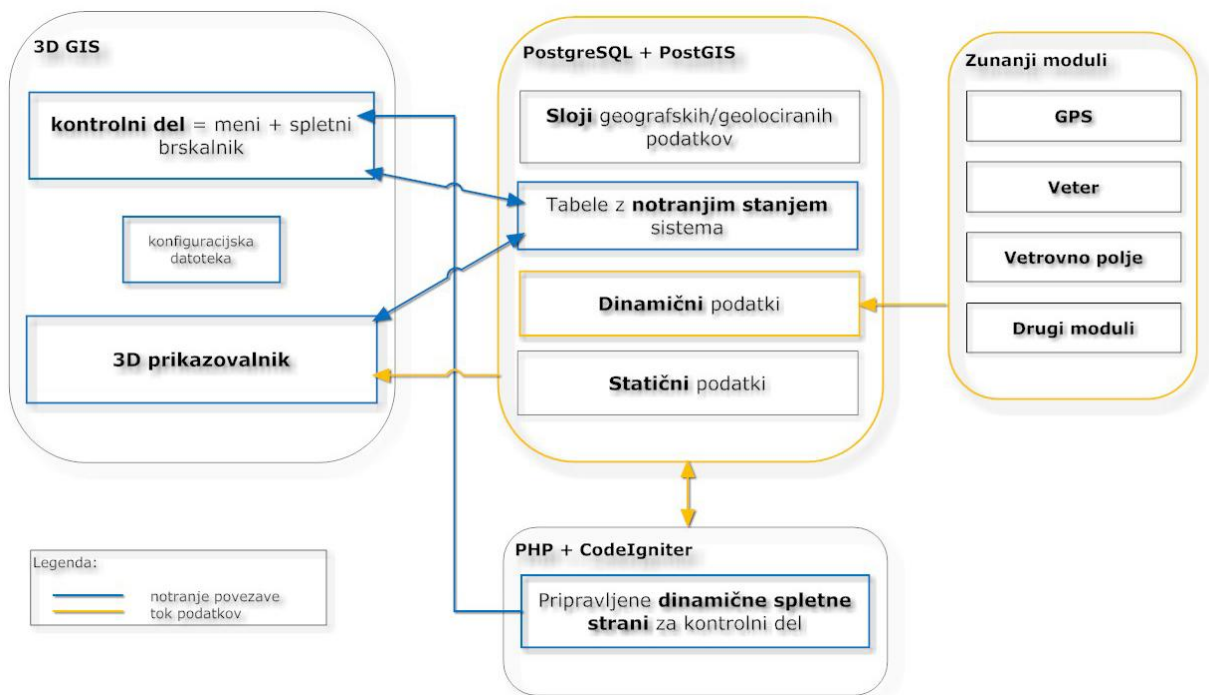 3D GIS
kontrolni del = meni + spletni
brskalnik
konfiguracijska
datoteka
3D prikazovalnik
PostgreSQL + PostGIS
Sloji geografskih/geolociranih
podatkov
Tabele z notranjim stanjem
sistema
Dinamični podatki
Statični podatki
Zunanji moduli
GPS
Veter
Vetrovno polje
Drugi moduli
PHP + CodeIgniter
Pripravljene dinamične spletne
strani za kontrolni del
Legenda:
notranje povezave
tok podatkov